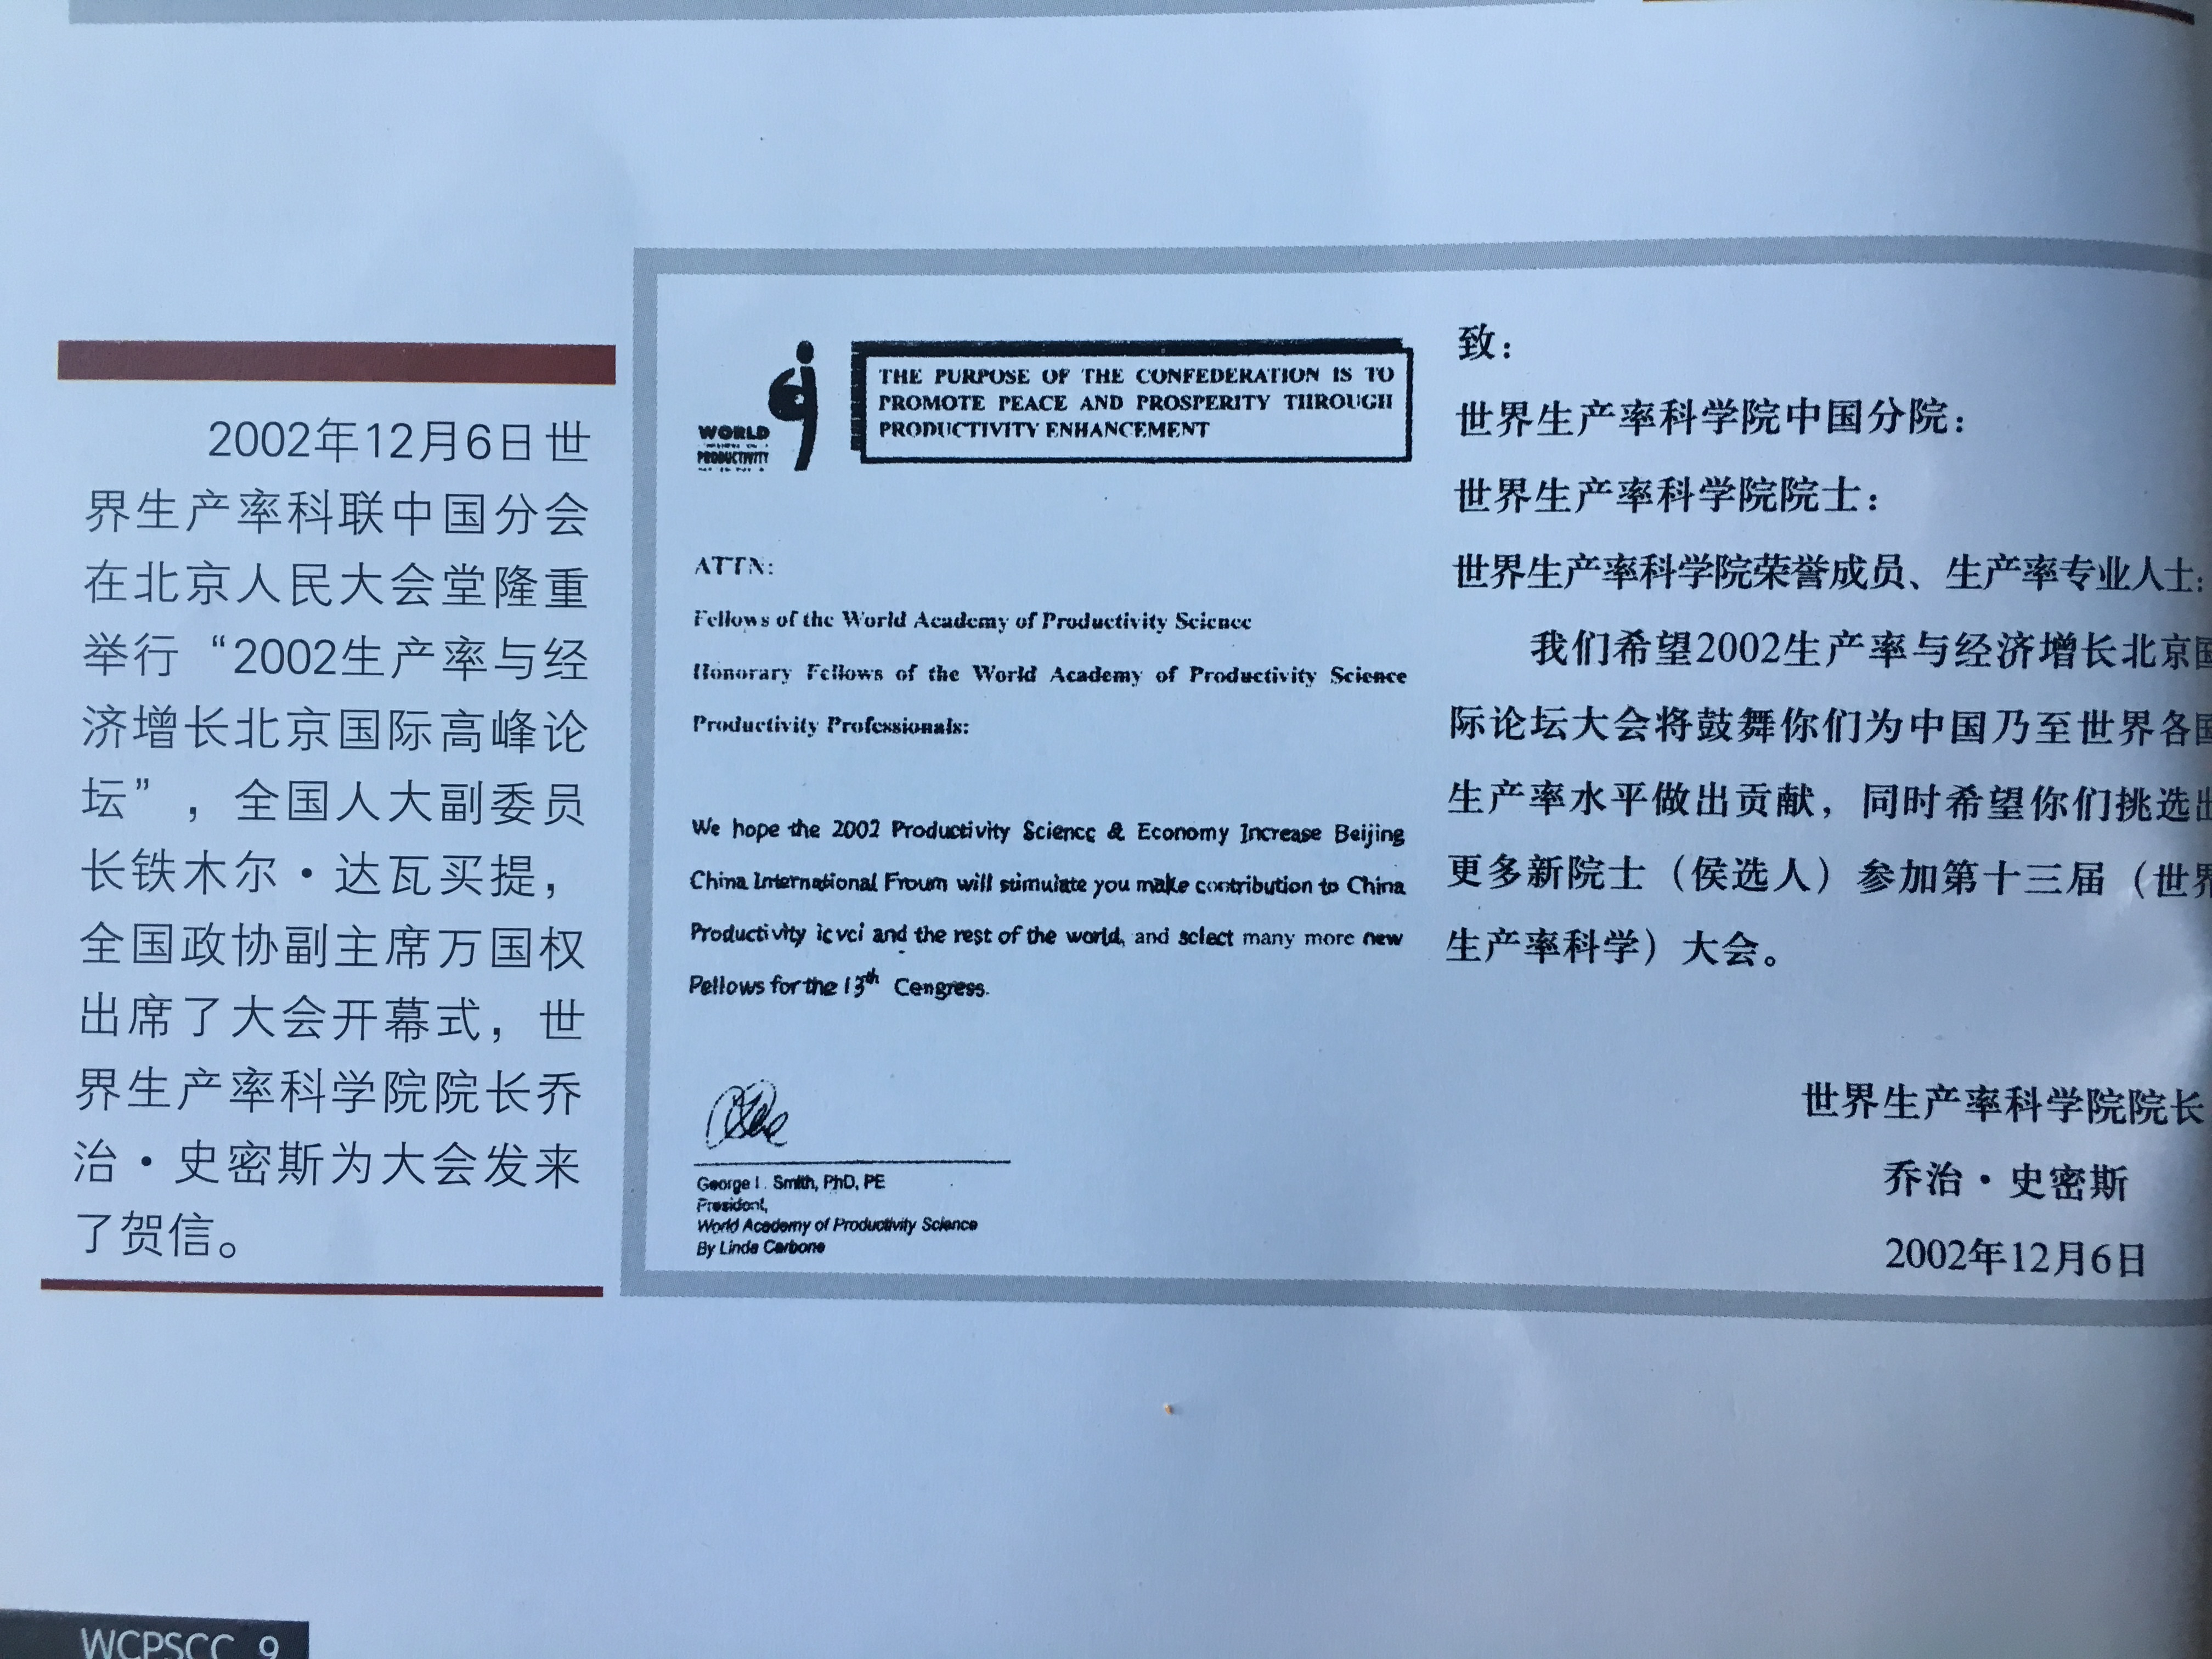 2002年12月6日世
界生产率科联中国分会
在北京人民大会堂隆重
举行“2002生产率与经
济增长北京国际高峰论
坛”，全国人大副委员
长铁木尔·达瓦买提，
全国政协副主席万国权
出席了大会开幕式，世
界生产率科学院院长乔
治·史密斯为大会发来
了贺信。
WORLD
PRODUCTIVITY
THE PURPOSE OF THE CONFEDERATION IS TO
PROMOTE PEACE AND PROSPERITY THROUGH
PRODUCTIVITY ENHANCEMENT
ATTN:
Fellows of the World Academy of Productivity Science
Honorary Fellows of the World Academy of Productivity Science
Productivity Professionals:
We hope the 2002 Productivity Science & Economy Increase Beijing
China International Froum will stimulate you make contribution to China
Productivity and the rest of the world, and select many more new
Fellows for the 13th Congress.
George L. Smith, PhD, PE
President,
World Academy of Productivity Science
By Linda Carbone
致：
世界生产率科学院中国分院：
世界生产率科学院院士：
世界生产率科学院荣誉成员、生产率专业人士：
我们希望2002生产率与经济增长北京国
际论坛大会将鼓舞你们为中国乃至世界各国
生产率水平做出贡献，同时希望你们挑选出
更多新院士（侯选人）参加第十三届（世界
生产率科学）大会。
世界生产率科学院院长
乔治·史密斯
2002年12月6日
WCPSCC 9